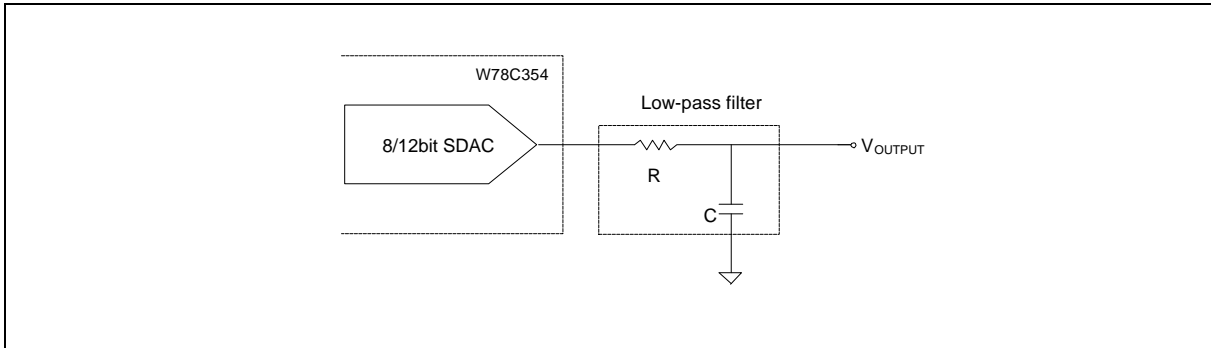 W78C354
Low-pass filter
8/12bit SDAC
VOUTPUT
R
C